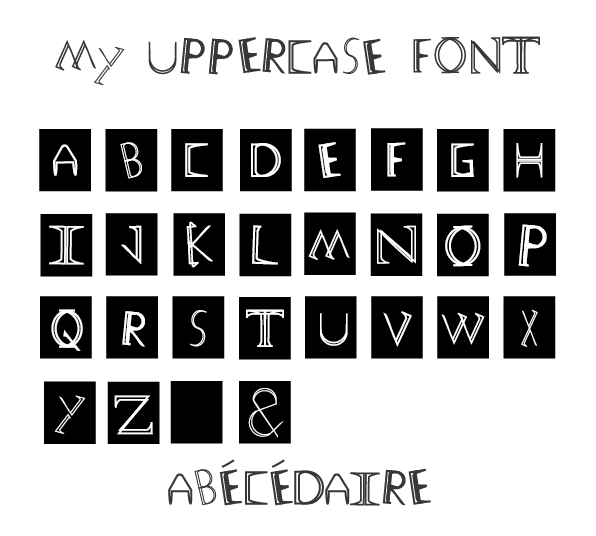 My UPPERCASE FONT
A B C D E F G H
I J K L M N O P
Q R S T U V W X
Y Z &
ABÉCÉDAIRE